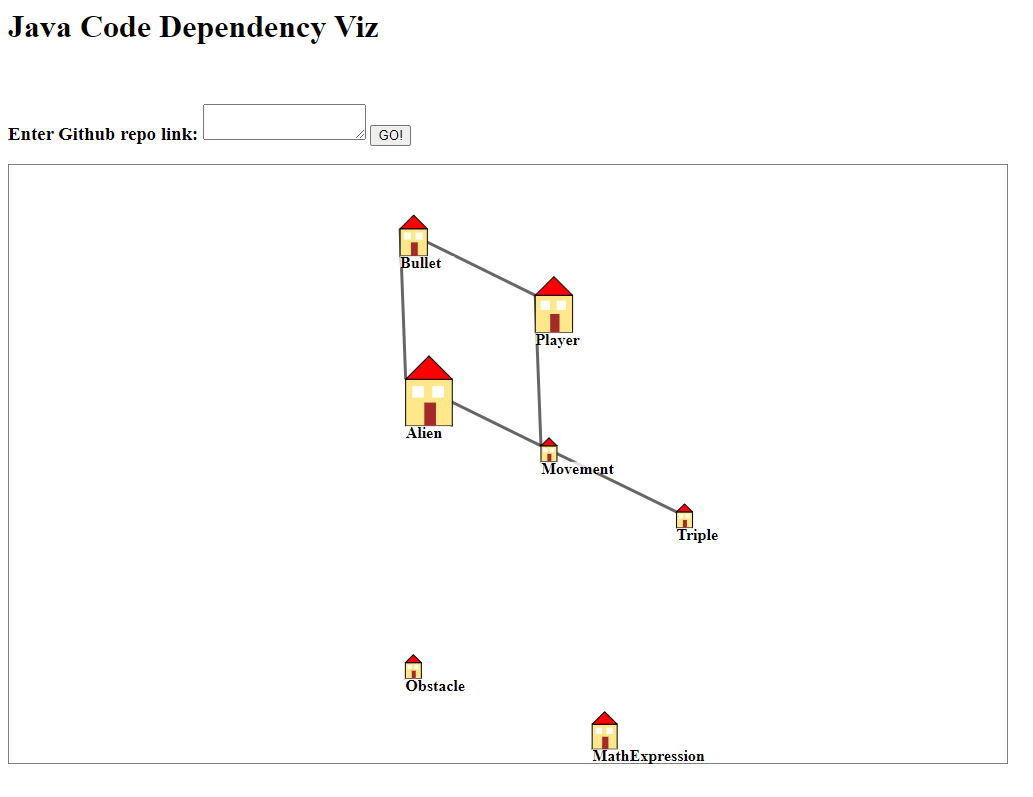 Java Code Dependency Viz
Enter Github repo link: GO!
Bullet
Player
Alien
Movement
Triple
Obstacle
MathExpression